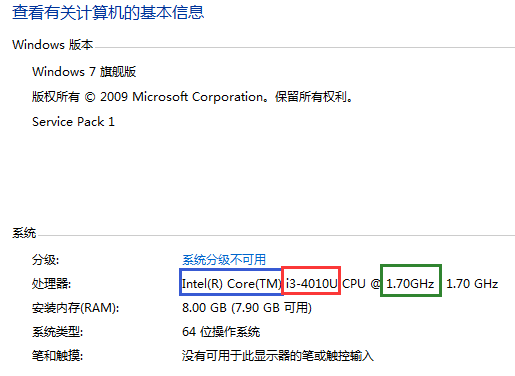 查看有关计算机的基本信息
Windows 版本
Windows 7 旗舰版
版权所有 © 2009 Microsoft Corporation。保留所有权利。
Service Pack 1
系统
分级: 系统分级不可用
处理器: Intel(R) Core(TM) i3-4010U CPU @ 1.70GHz 1.70 GHz
安装内存(RAM): 8.00 GB (7.90 GB 可用)
系统类型: 64 位操作系统
笔和触摸: 没有可用于此显示器的笔或触控输入